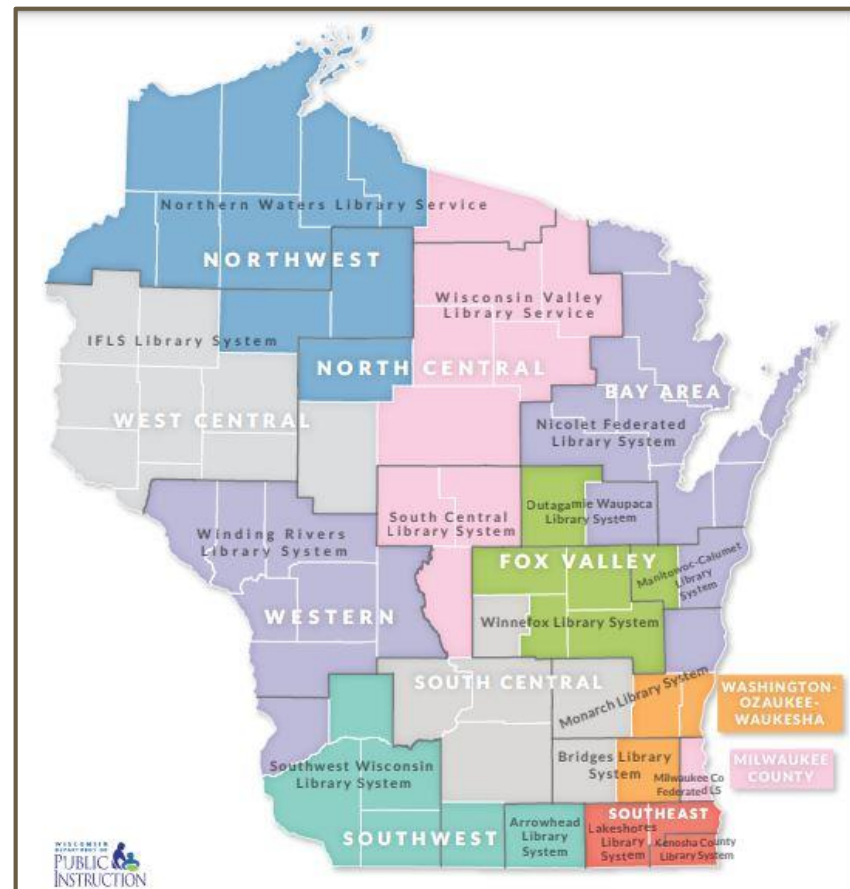 Northern Waters Library Service
NORTHWEST
Wisconsin Valley
Library Service
IFLS Library System
NORTH CENTRAL
BAY AREA
WEST CENTRAL
Nicolet Federated
Library System
Outagamie Waupaca
Library System
South Central
Library System
Winding Rivers
Library System
FOX VALLEY
Manitowoc-Calumet
Library
System
WESTERN
Winnefox Library System
SOUTH CENTRAL
Monarch Library System
WASHINGTON-
OZAUKEE-
WAUKESHA
Bridges Library
System
MILWAUKEE
COUNTY
Milwaukee Co
Federated LS
Southwest Wisconsin
Library System
SOUTHEAST
Arrowhead
Library
System
Lakeshores
Library
System
Kenosha County
Library System
SOUTHWEST
WISCONSIN
DEPARTMENT OF
PUBLIC
INSTRUCTION